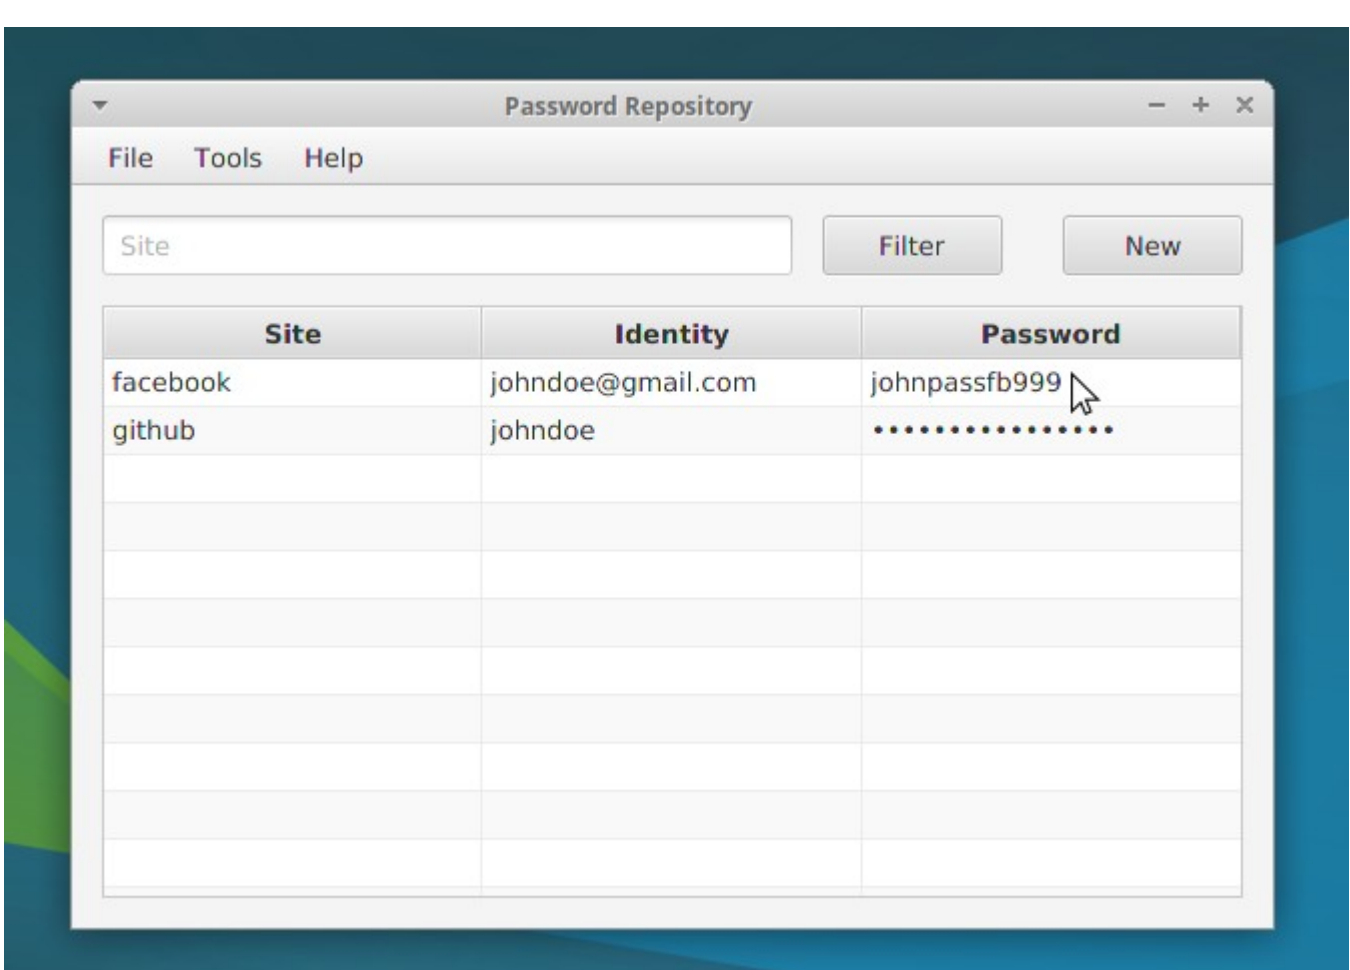 Password Repository
File Tools Help
Site Filter New
Site Identity Password
facebook johndoe@gmail.com johnpassfb999
github johndoe ••••••••••••••••